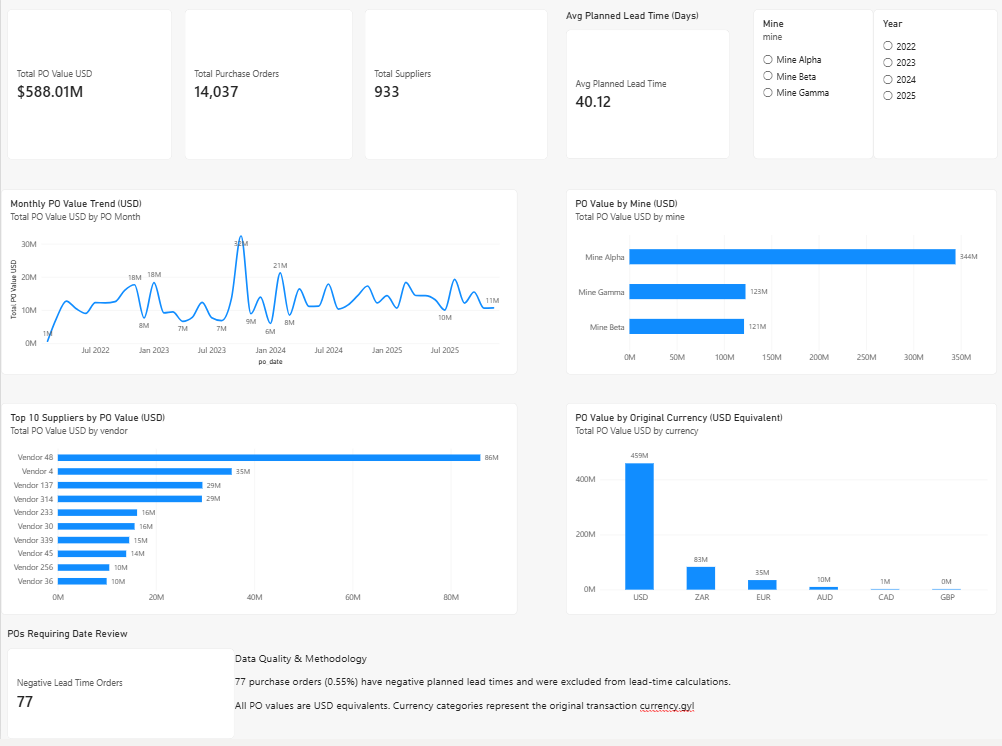 Total PO Value USD
$588.01M
Total Purchase Orders
14,037
Total Suppliers
933
Avg Planned Lead Time (Days)
Avg Planned Lead Time
40.12
Mine
mine
Mine Alpha
Mine Beta
Mine Gamma
Year
2022
2023
2024
2025
Monthly PO Value Trend (USD)
Total PO Value USD by PO Month
Total PO Value USD
30M
20M
10M
0M
1M
18M
8M
18M
7M
7M
32M
9M
6M
21M
8M
10M
11M
Jul 2022
Jan 2023
Jul 2023
Jan 2024
Jul 2024
Jan 2025
Jul 2025
po_date
PO Value by Mine (USD)
Total PO Value USD by mine
Mine Alpha 344M
Mine Gamma 123M
Mine Beta 121M
0M 50M 100M 150M 200M 250M 300M 350M
Top 10 Suppliers by PO Value (USD)
Total PO Value USD by vendor
Vendor 48 86M
Vendor 4 35M
Vendor 137 29M
Vendor 314 29M
Vendor 233 16M
Vendor 30 16M
Vendor 339 15M
Vendor 45 14M
Vendor 256 10M
Vendor 36 10M
0M 20M 40M 60M 80M
PO Value by Original Currency (USD Equivalent)
Total PO Value USD by currency
400M
200M
0M
459M
83M
35M
10M
1M
0M
USD ZAR EUR AUD CAD GBP
POs Requiring Date Review
Negative Lead Time Orders
77
Data Quality & Methodology
77 purchase orders (0.55%) have negative planned lead times and were excluded from lead-time calculations.
All PO values are USD equivalents. Currency categories represent the original transaction currency.gyl